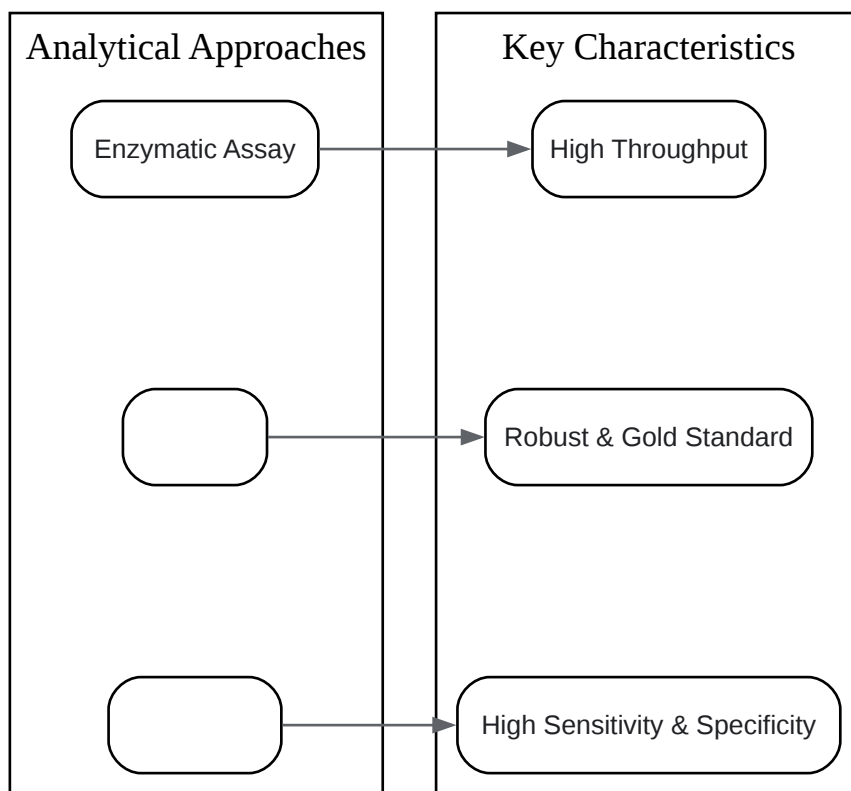 Analytical Approaches
Key Characteristics
Enzymatic Assay
High Throughput
Robust & Gold Standard
High Sensitivity & Specificity